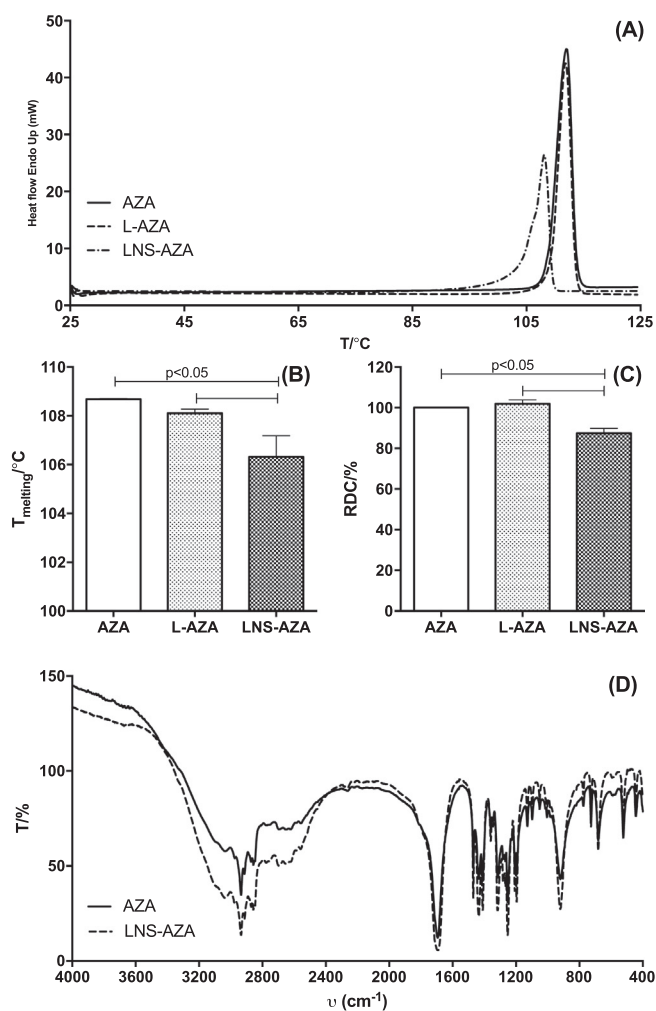 (A)
50
40
30
20
10
0
Heat flow Endo Up (mW)
AZA
L-AZA
LNS-AZA
25 45 65 85 105 125
T/°C
(B)
p<0.05
110
108
106
104
102
100
Tmelting/°C
AZA L-AZA LNS-AZA
(C)
p<0.05
120
100
80
60
40
20
0
RDC/%
AZA L-AZA LNS-AZA
(D)
150
100
50
0
T/%
AZA
LNS-AZA
4000 3600 3200 2800 2400 2000 1600 1200 800 400
υ (cm-1)